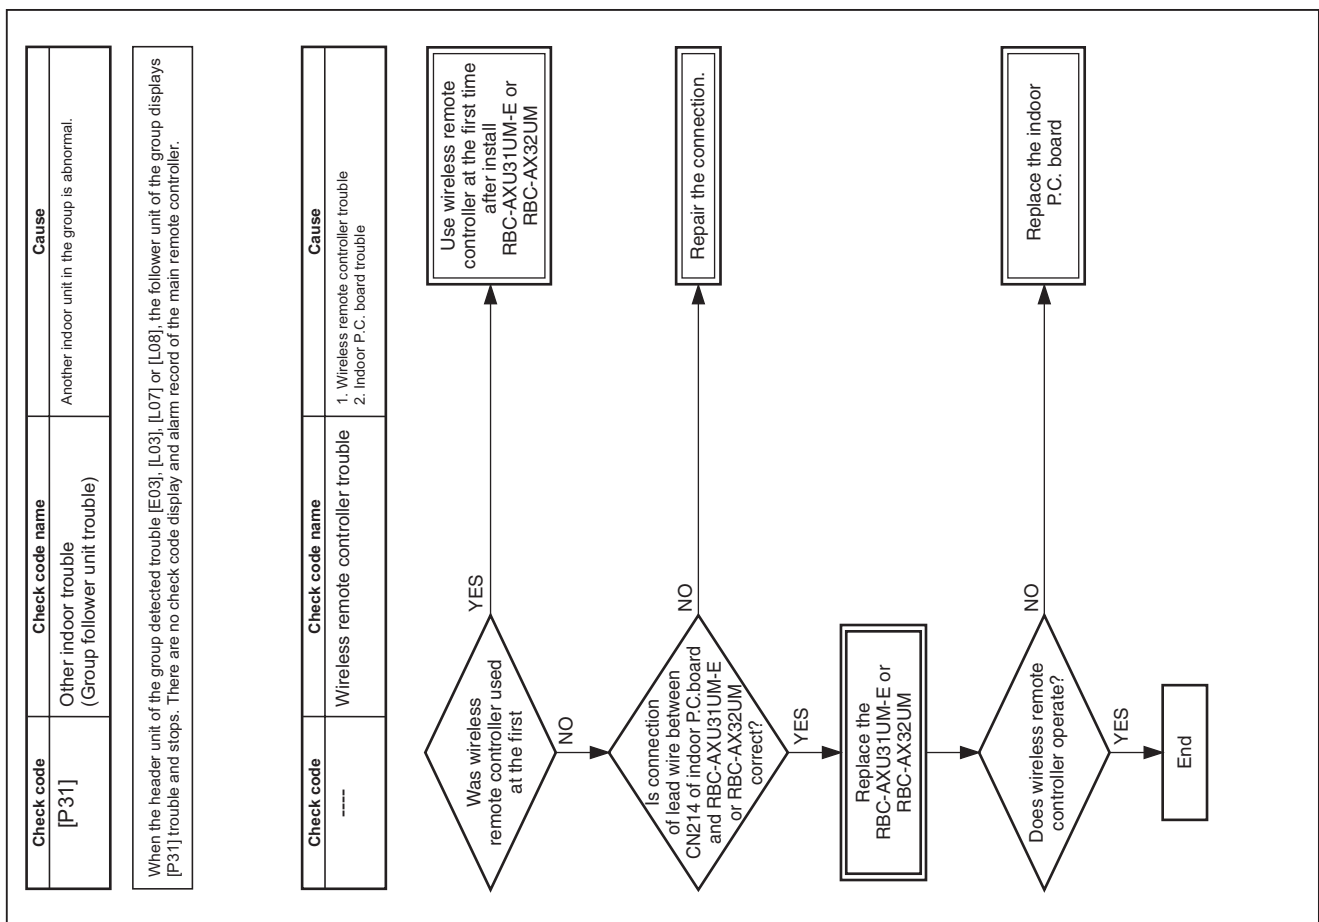 Check code
Check code name
Cause
[P31]
Other indoor trouble
(Group follower unit trouble)
Another indoor unit in the group is abnormal.
When the header unit of the group detected trouble [E03], [L03], [L07] or [L08], the follower unit of the group displays
[P31] trouble and stops. There are no check code display and alarm record of the main remote controller.
Check code
Check code name
Cause
----
Wireless remote controller trouble
1. Wireless remote controller trouble
2. Indoor P.C. board trouble
Was wireless
remote controller used
at the first
YES
Use wireless remote
controller at the first time
after install
RBC-AXU31UM-E or
RBC-AX32UM
NO
Is connection
of lead wire between
CN214 of indoor P.C.board
and RBC-AXU31UM-E
or RBC-AX32UM
correct?
NO
Repair the connection.
YES
Replace the
RBC-AXU31UM-E or
RBC-AX32UM
Does wireless remote
controller operate?
NO
Replace the indoor
P.C. board
YES
End